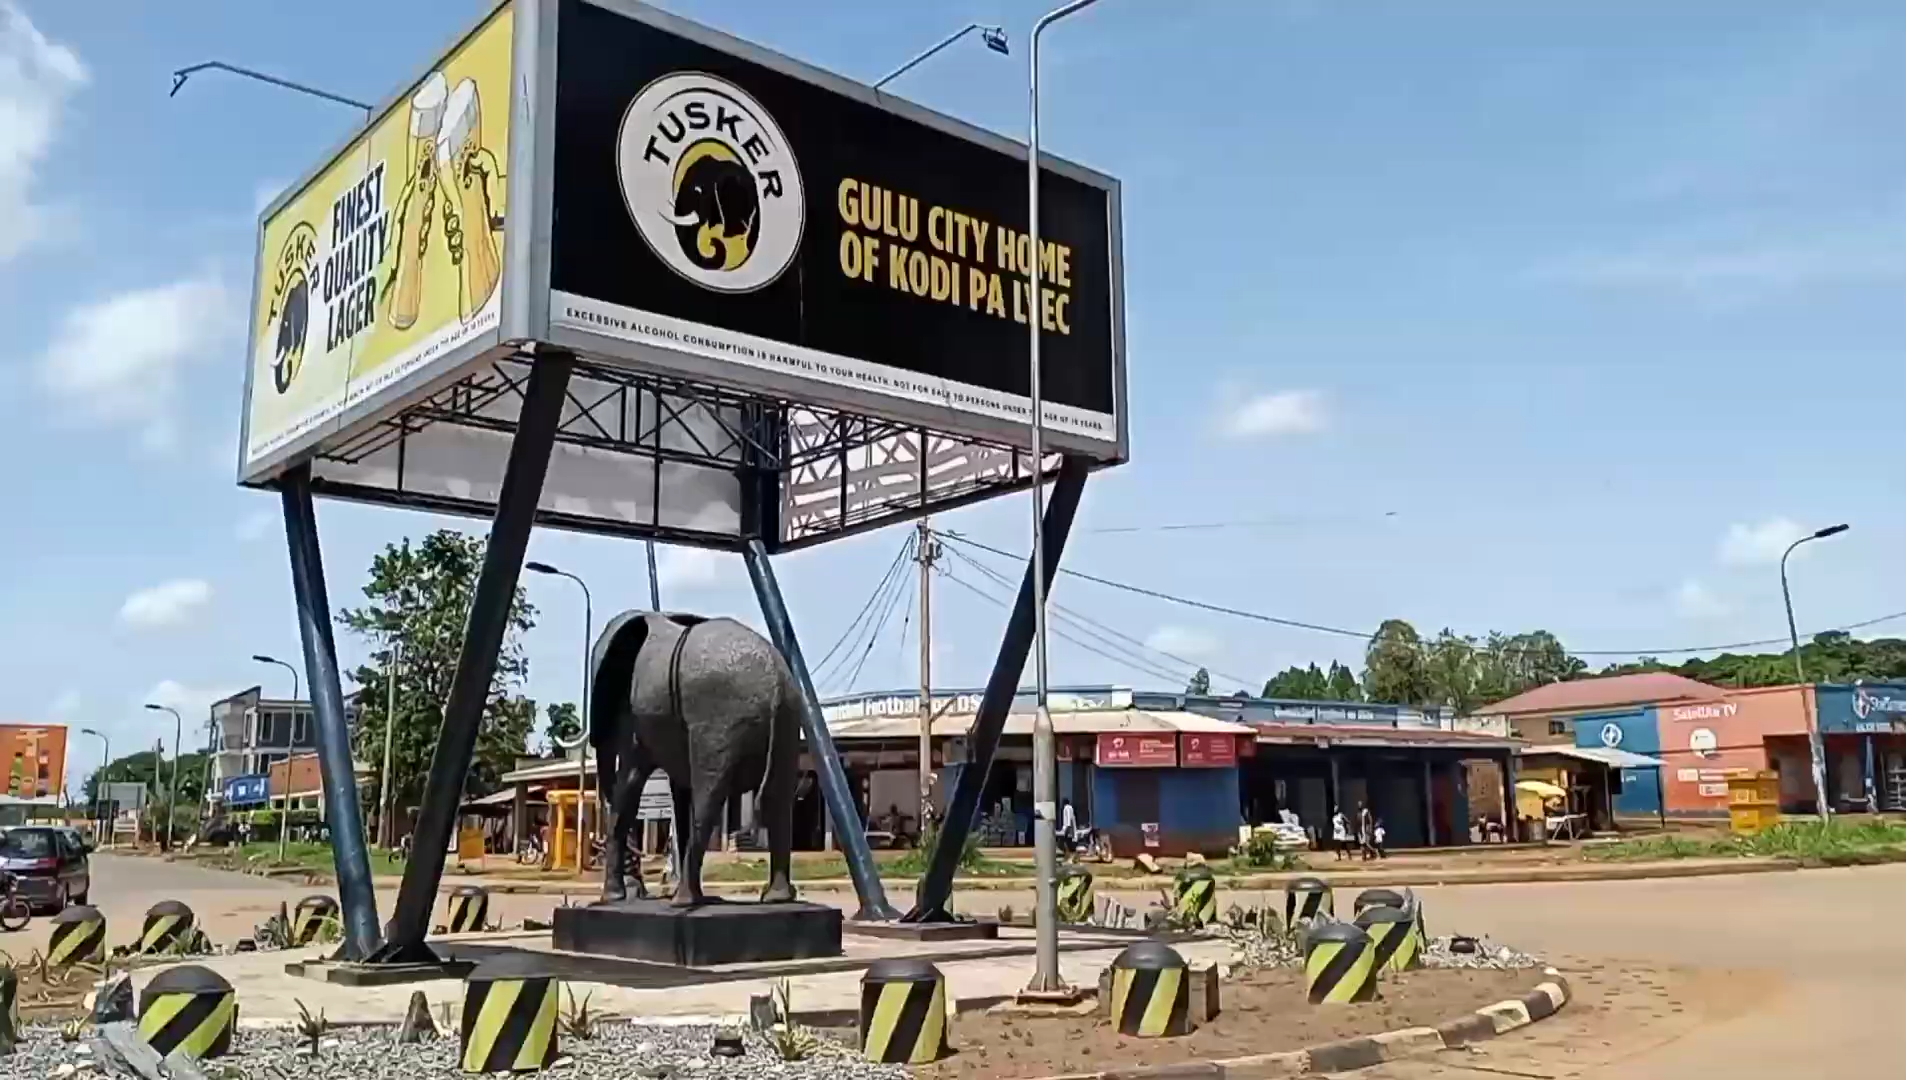 TUSKER
FINEST
QUALITY
LAGER
TUSKER
GULU CITY HOME
OF KODI PA LYEC
EXCESSIVE ALCOHOL CONSUMPTION IS HARMFUL TO YOUR HEALTH. NOT FOR SALE TO PERSONS UNDER THE AGE OF 18 YEARS.
Satellite TV